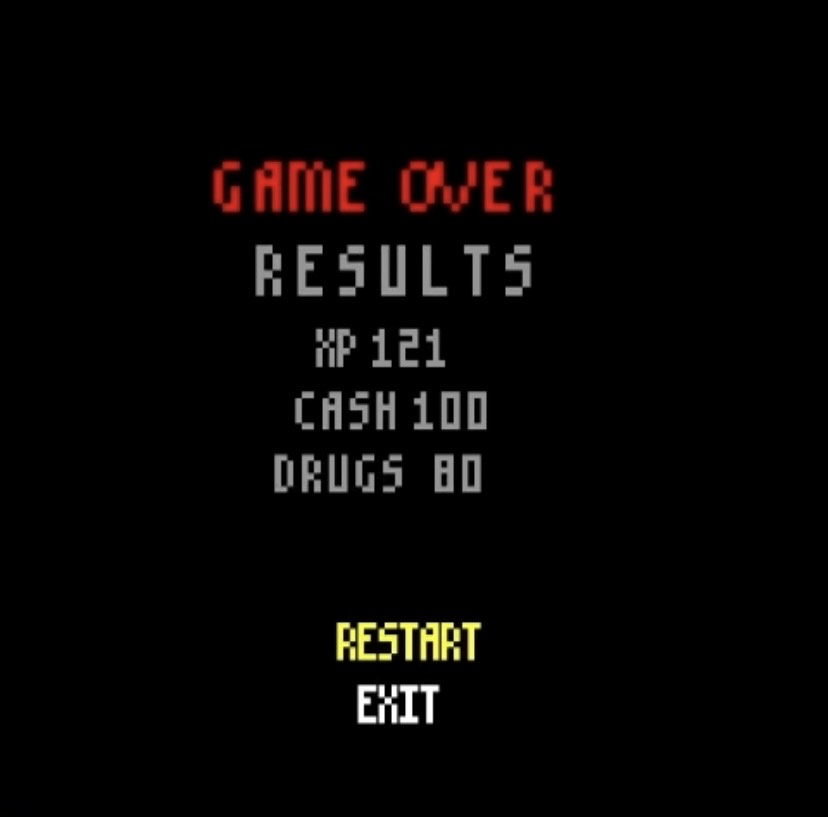 GAME OVER
RESULTS
XP 121
CASH 100
DRUGS 80
RESTART
EXIT